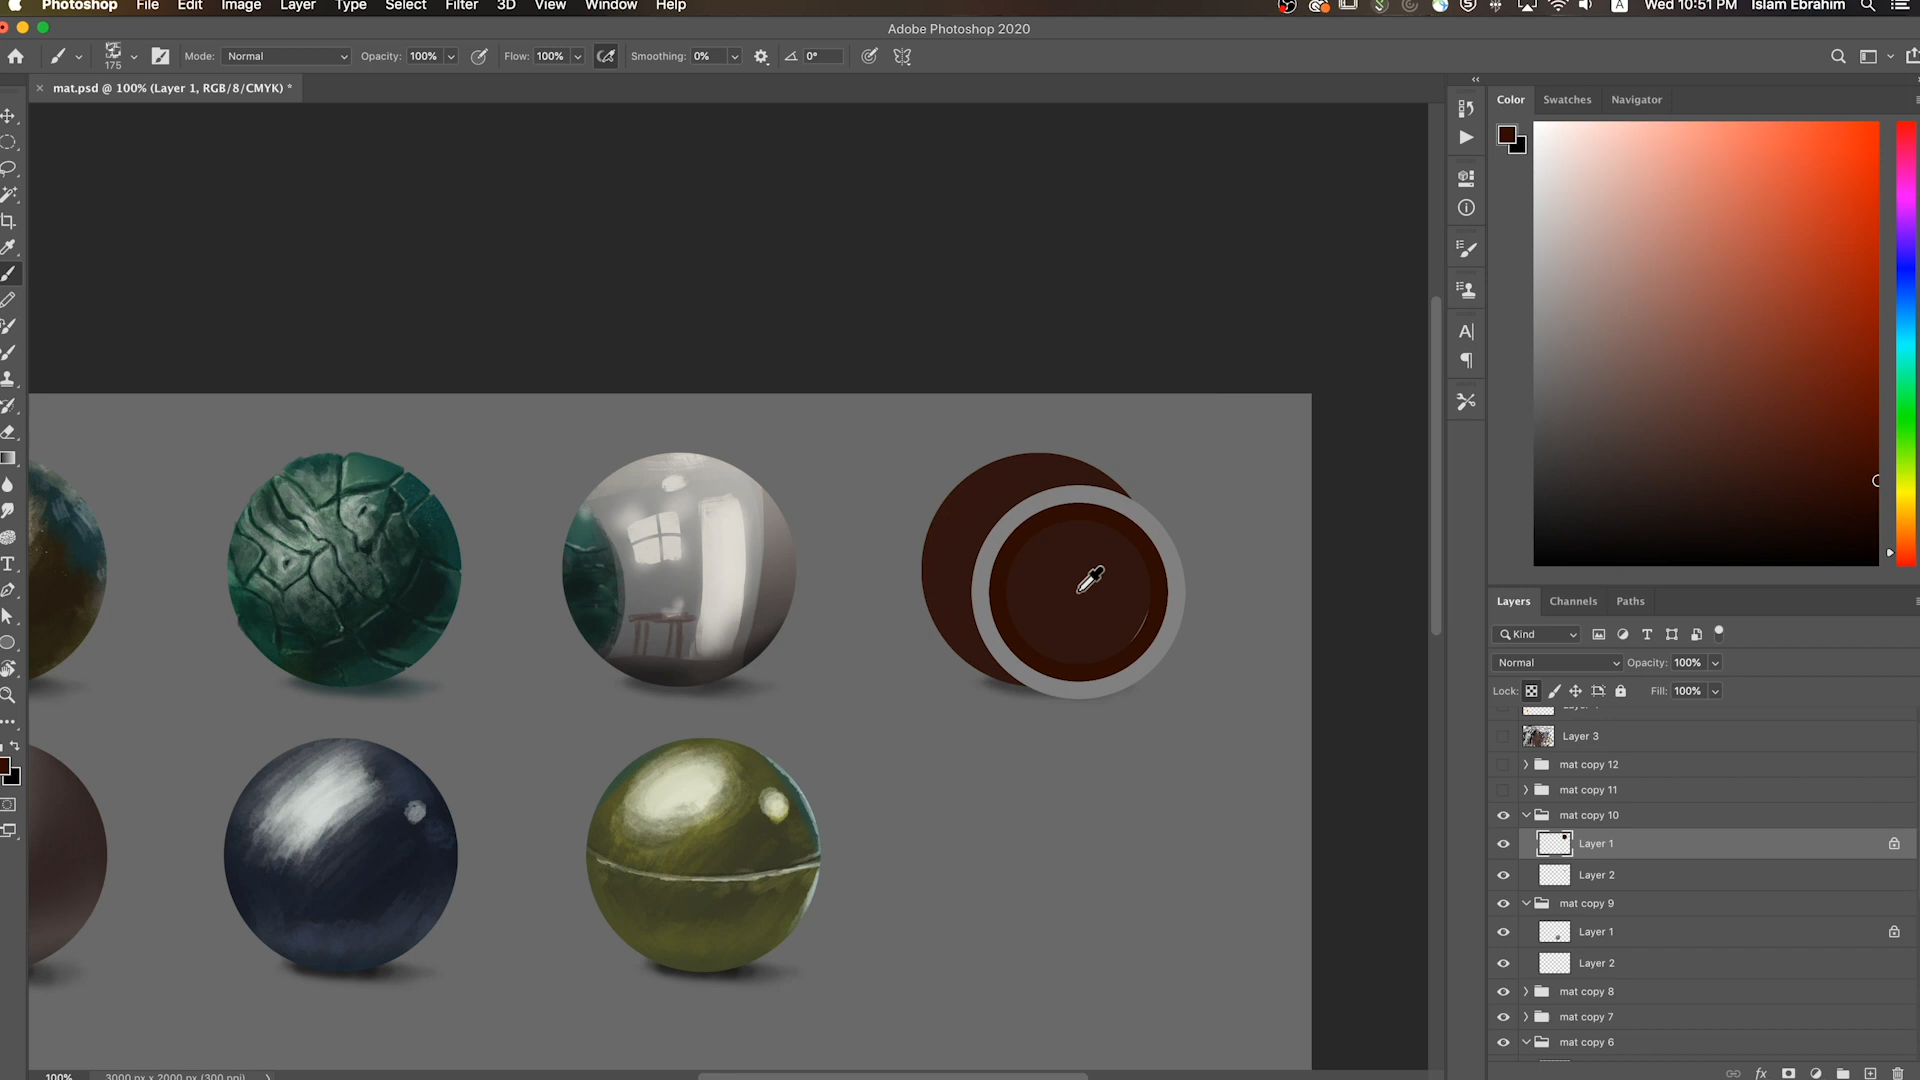 Photoshop File Edit Image Layer Type Select Filter 3D View Window Help A Wed 10:51 PM Islam Ebrahim
Adobe Photoshop 2020
175 Mode: Normal Opacity: 100% Flow: 100% Smoothing: 0% 0°
mat.psd @ 100% (Layer 1, RGB/8/CMYK) *
Color Swatches Navigator
Layers Channels Paths
Kind
Normal Opacity: 100%
Lock: Fill: 100%
Layer 3
mat copy 12
mat copy 11
mat copy 10
Layer 1
Layer 2
mat copy 9
Layer 1
Layer 2
mat copy 8
mat copy 7
mat copy 6
100% 3000 px x 2000 px (300 ppi)